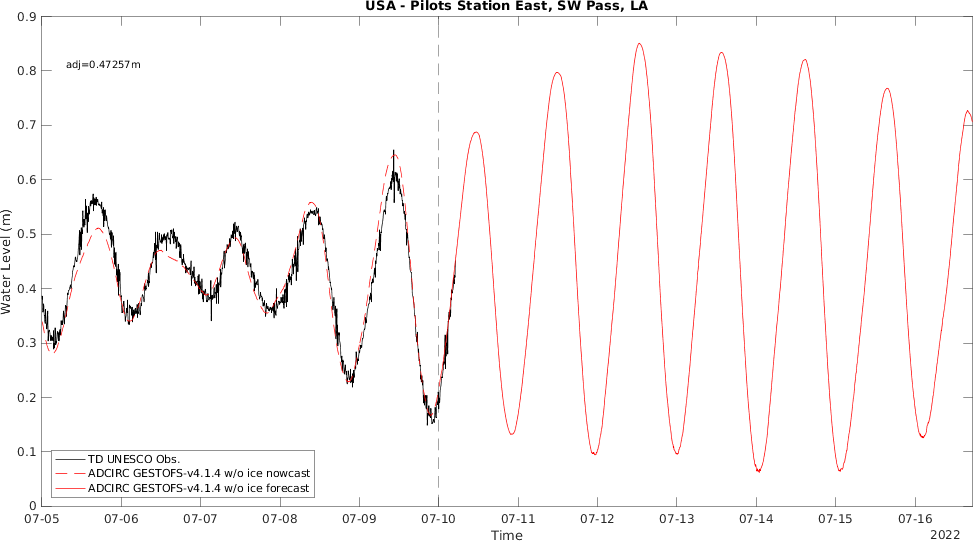 USA - Pilots Station East, SW Pass, LA
adj=0.47257m
Water Level (m)
0.9
0.8
0.7
0.6
0.5
0.4
0.3
0.2
0.1
0
TD UNESCO Obs.
ADCIRC GESTOFS-v4.1.4 w/o ice nowcast
ADCIRC GESTOFS-v4.1.4 w/o ice forecast
07-05 07-06 07-07 07-08 07-09 07-10 07-11 07-12 07-13 07-14 07-15 07-16
Time
2022